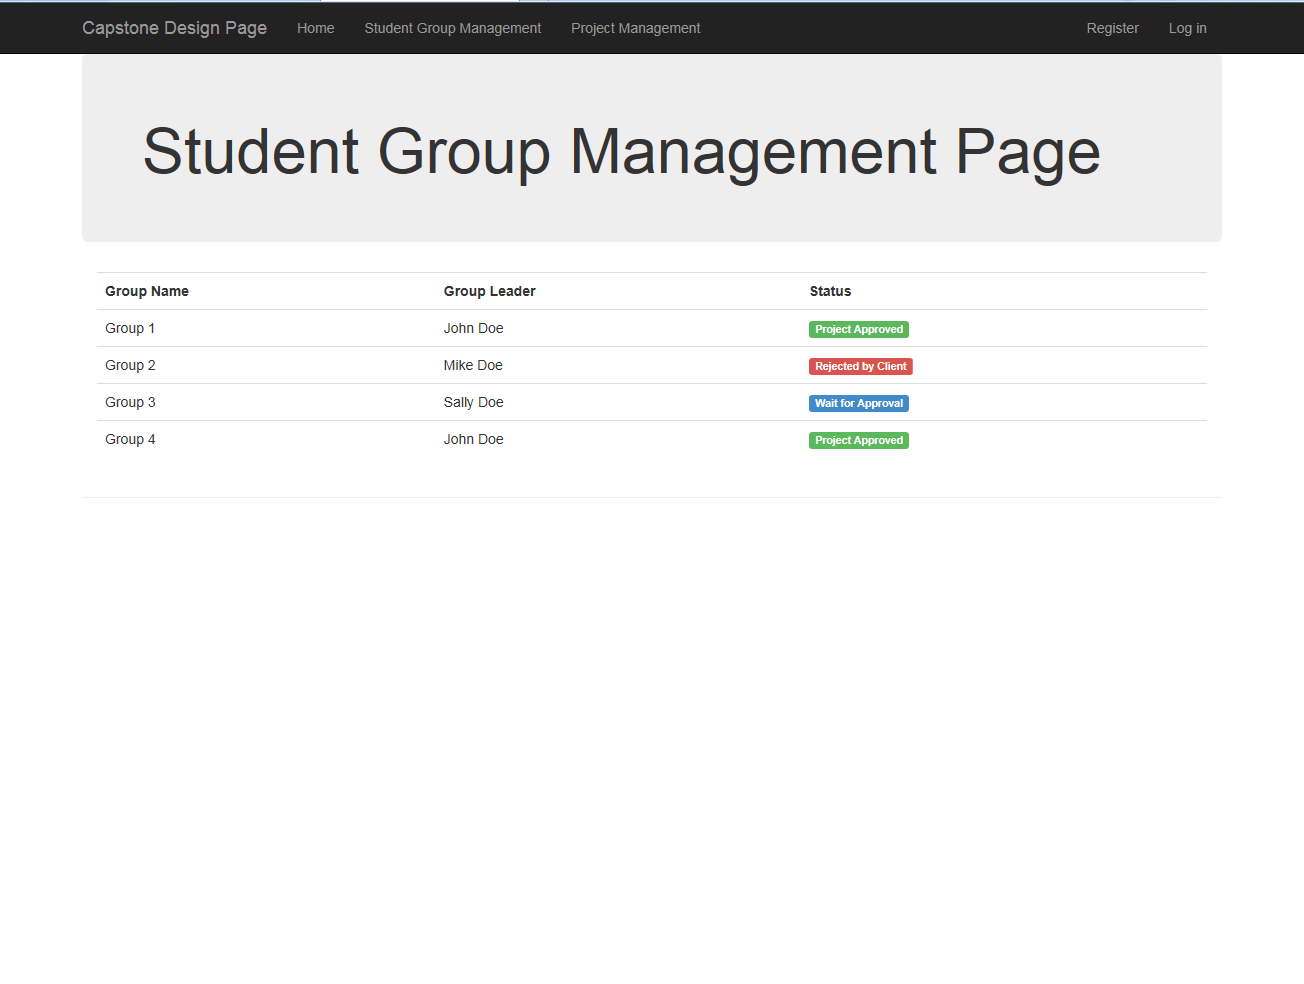 Capstone Design Page Home Student Group Management Project Management Register Log in
Student Group Management Page
Group Name Group Leader Status
Group 1 John Doe Project Approved
Group 2 Mike Doe Rejected by Client
Group 3 Sally Doe Wait for Approval
Group 4 John Doe Project Approved